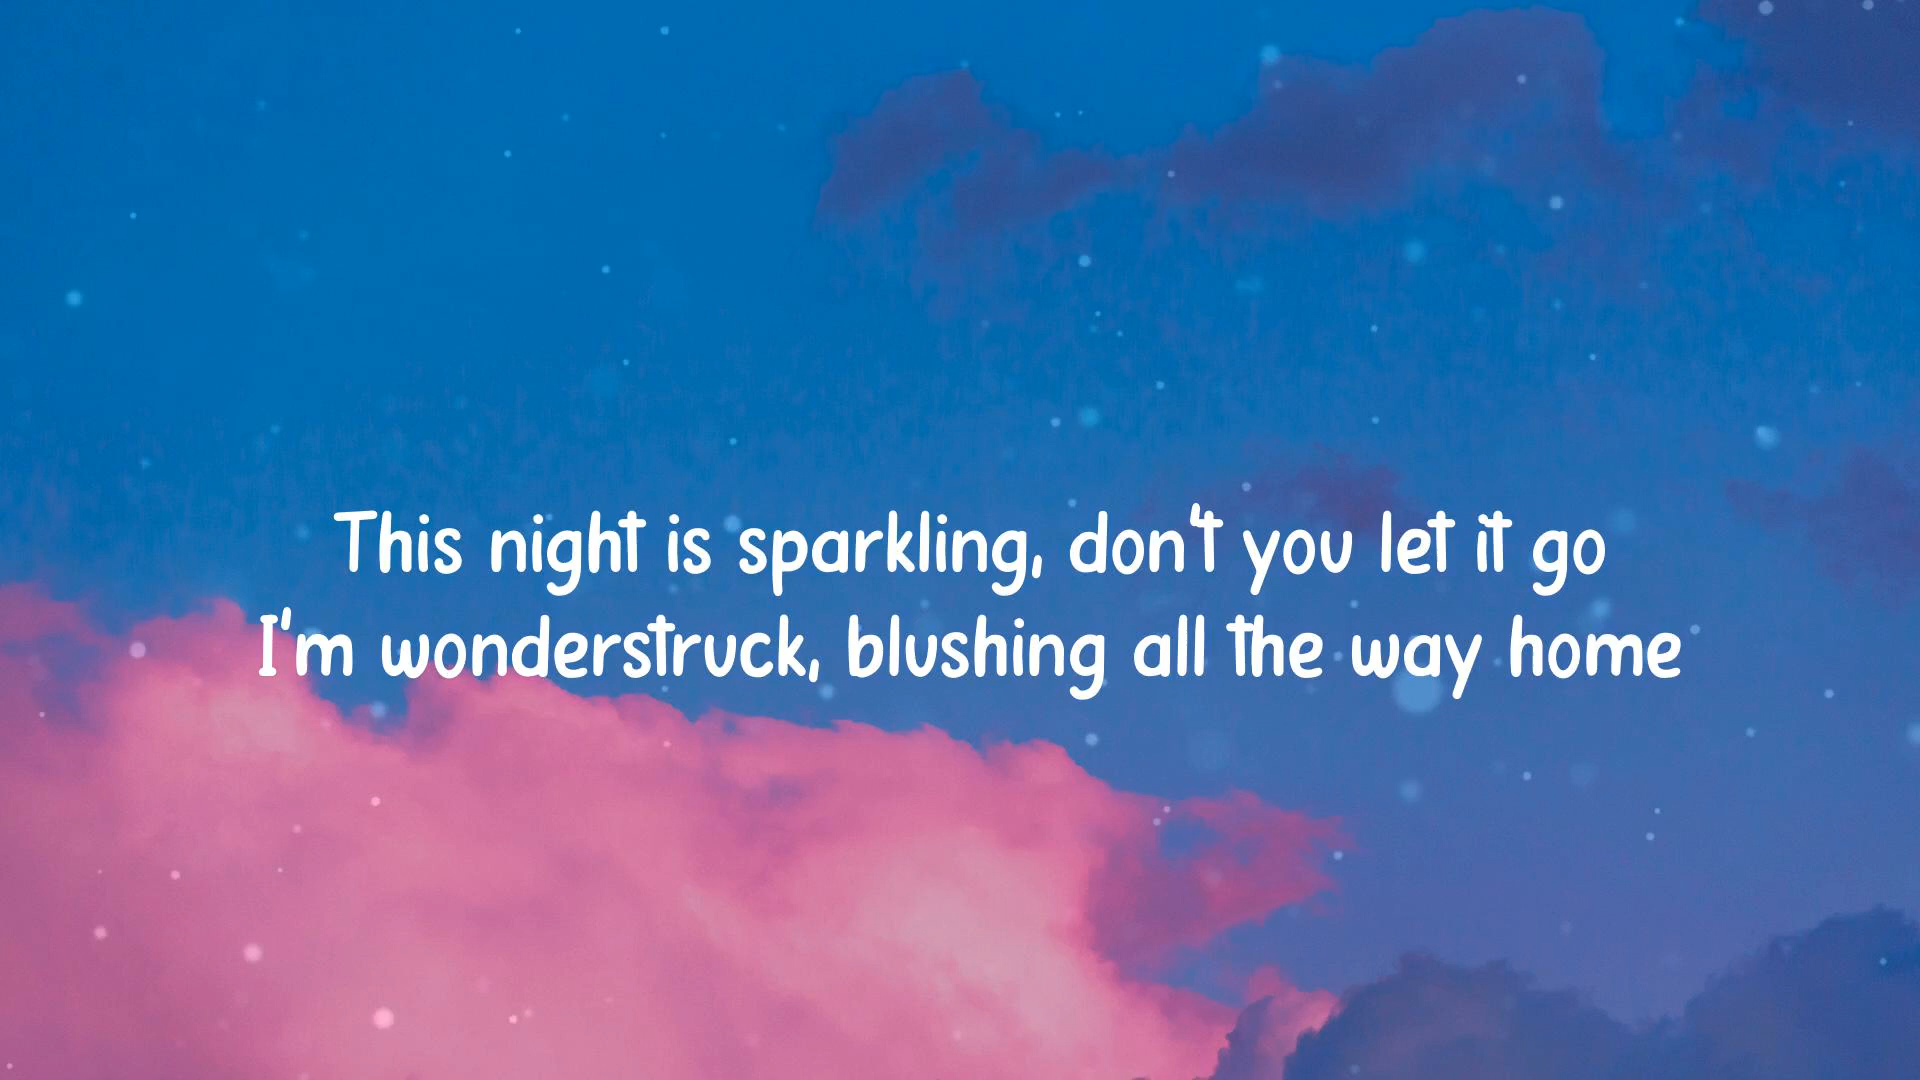 This night is sparkling, don't you let it go
I'm wonderstruck, blushing all the way home